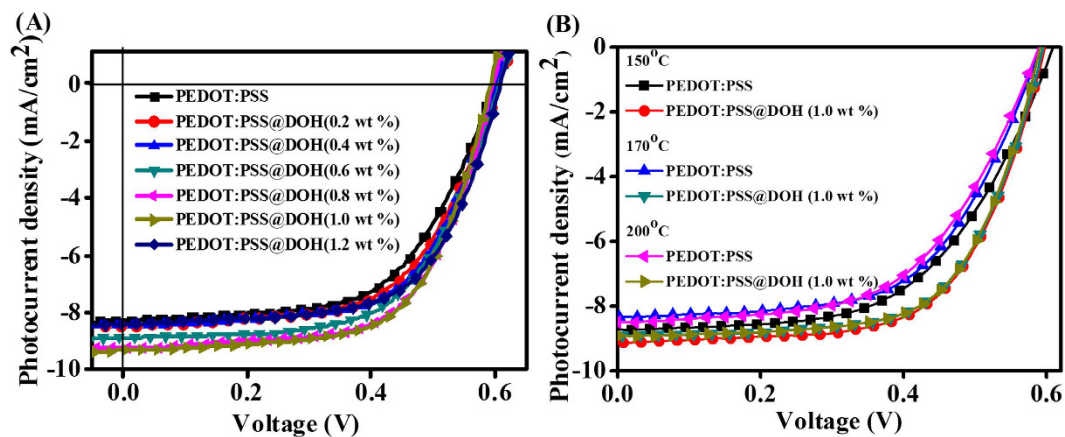 (A)
Photocurrent density (mA/cm²)
0
-2
-4
-6
-8
-10
PEDOT:PSS
PEDOT:PSS@DOH(0.2 wt %)
PEDOT:PSS@DOH(0.4 wt %)
PEDOT:PSS@DOH(0.6 wt %)
PEDOT:PSS@DOH(0.8 wt %)
PEDOT:PSS@DOH(1.0 wt %)
PEDOT:PSS@DOH(1.2 wt %)
0.0 0.2 0.4 0.6
Voltage (V)
(B)
Photocurrent density (mA/cm²)
0
-2
-4
-6
-8
-10
150°C
PEDOT:PSS
PEDOT:PSS@DOH (1.0 wt %)
170°C
PEDOT:PSS
PEDOT:PSS@DOH (1.0 wt %)
200°C
PEDOT:PSS
PEDOT:PSS@DOH (1.0 wt %)
0.0 0.2 0.4 0.6
Voltage (V)